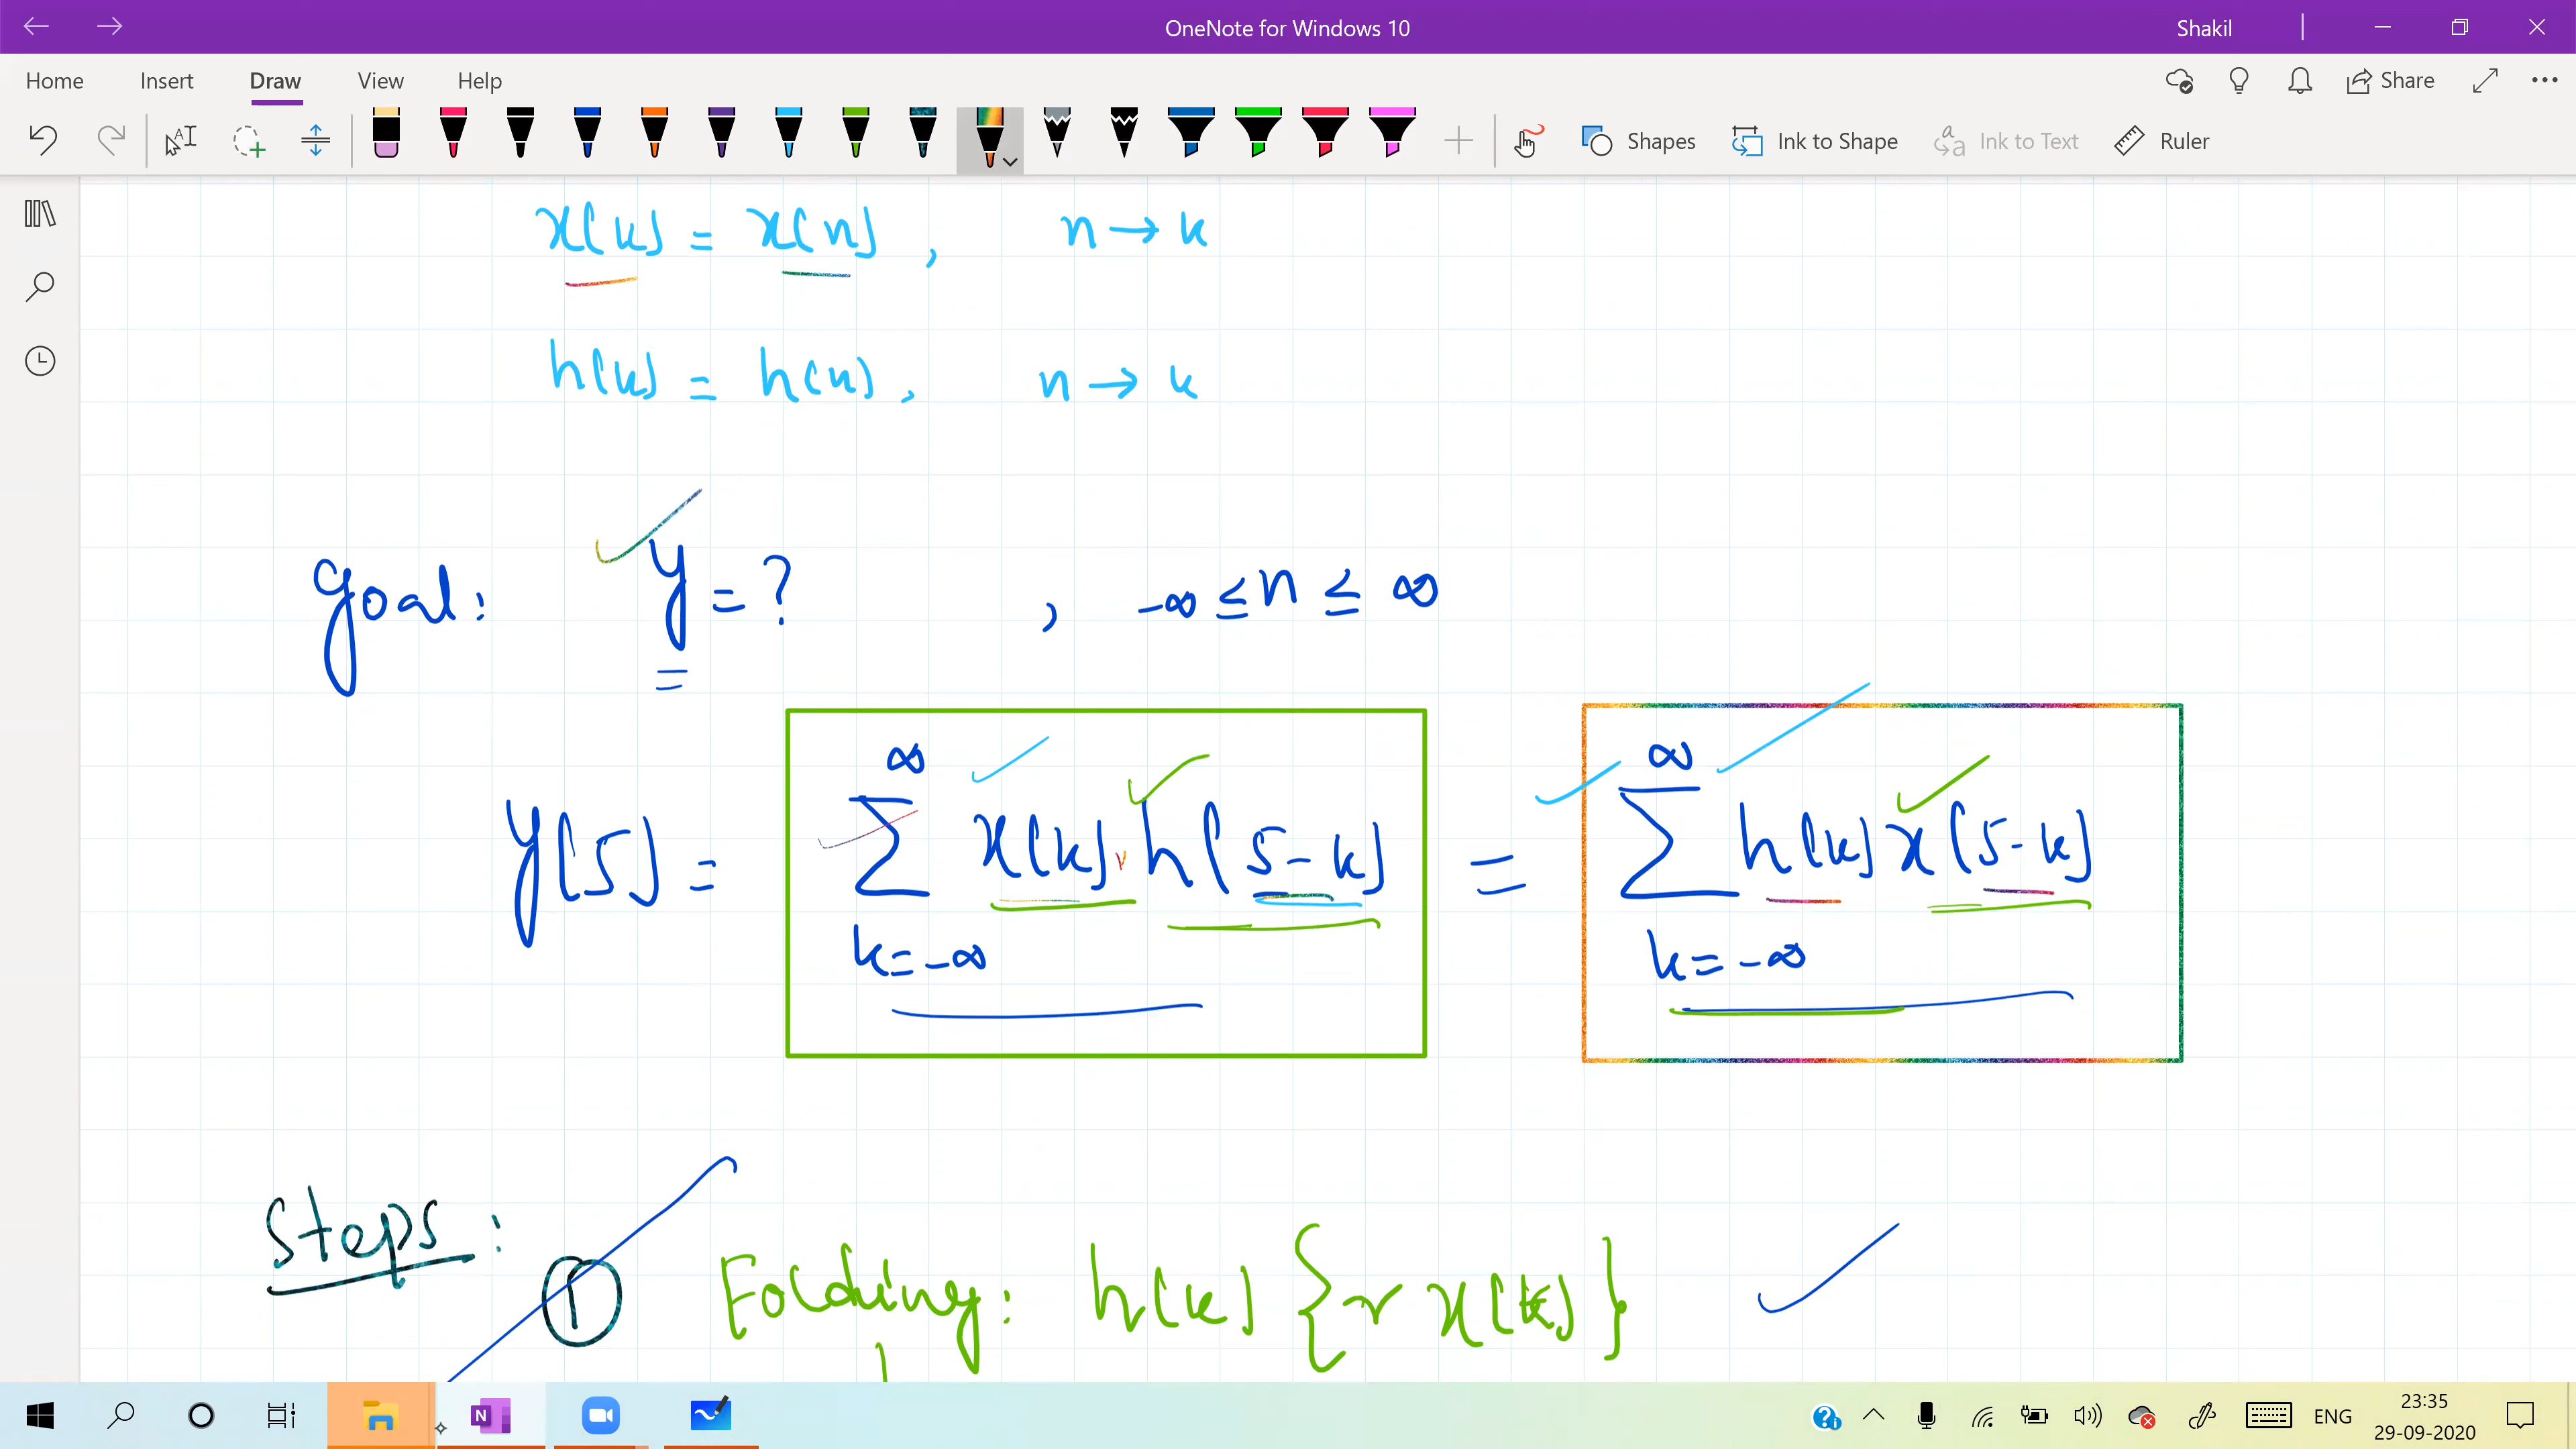 OneNote for Windows 10
Shakil
Home Insert Draw View Help
Share
Shapes Ink to Shape Ink to Text Ruler
x[k] = x[n] , n → k
h[k] = h[n] , n → k
Goal: y = ? , -∞ ≤ n ≤ ∞
y[5] = ∑ x[k] · h[5-k] = ∑ h[k] x[5-k]
∞ ∞
k = -∞ k = -∞
Steps:
① Folding: h[k] {or x[k]}
ENG
23:35
29-09-2020